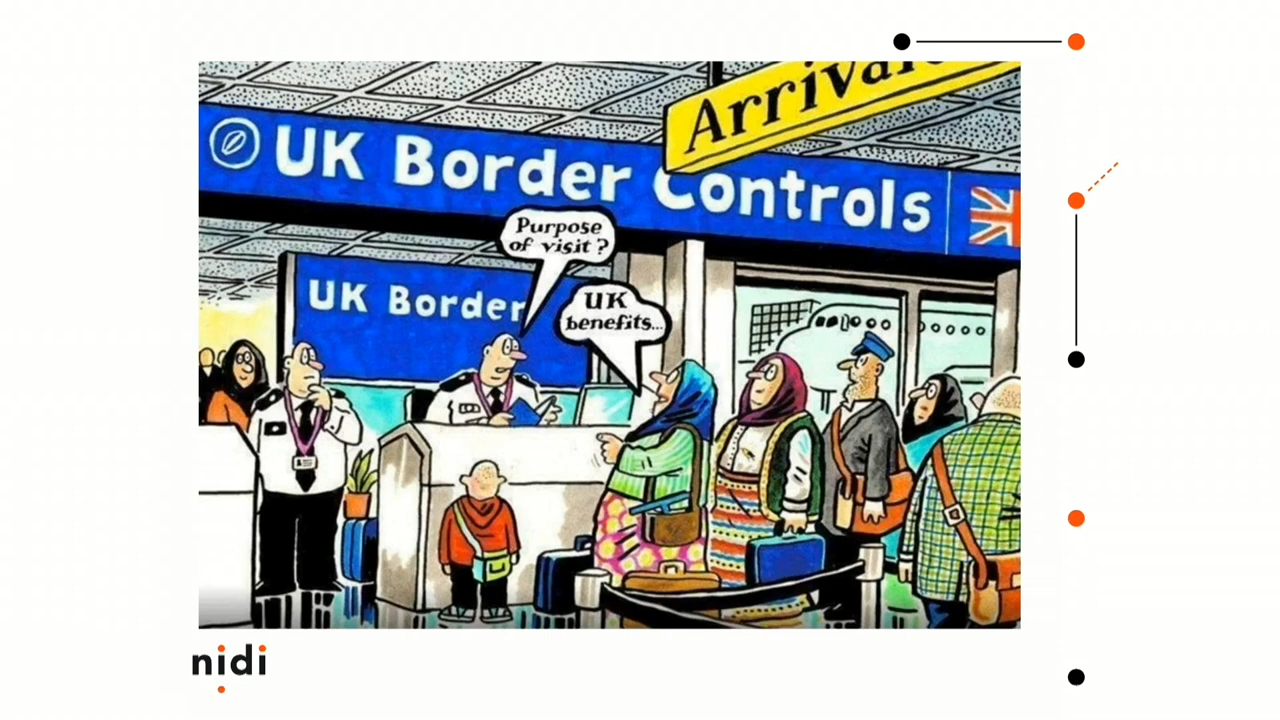 Arrivals
UK Border Controls
Purpose
of visit?
UK Border
UK
benefits...
nidi